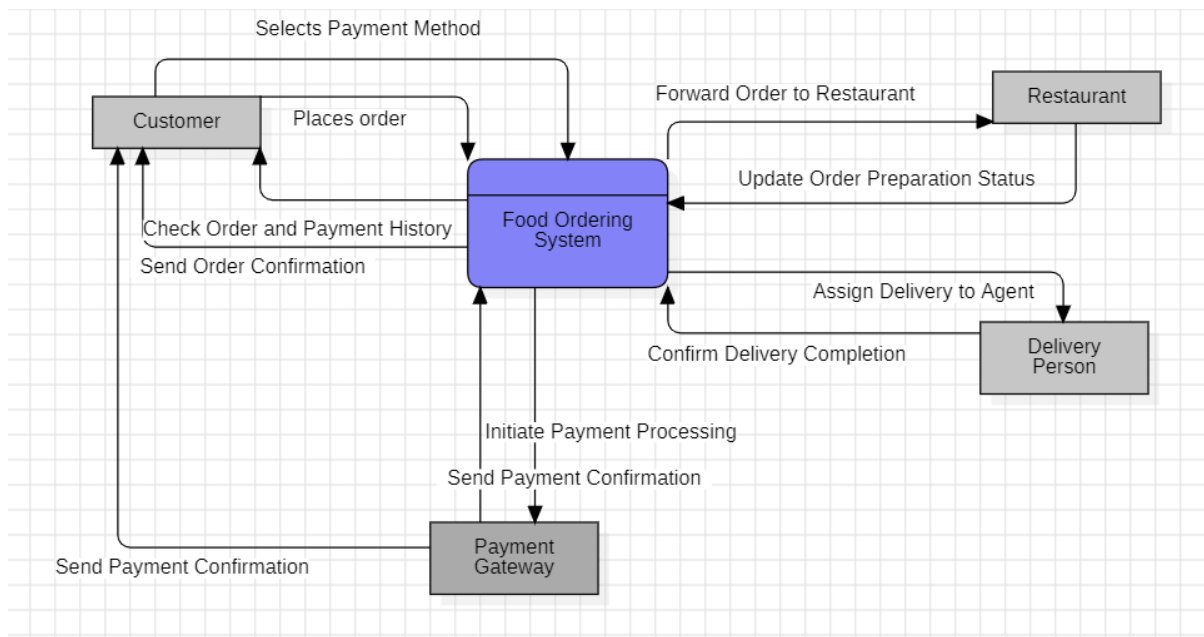 Selects Payment Method
Customer
Places order
Forward Order to Restaurant
Restaurant
Update Order Preparation Status
Food Ordering
System
Check Order and Payment History
Send Order Confirmation
Assign Delivery to Agent
Confirm Delivery Completion
Delivery
Person
Initiate Payment Processing
Send Payment Confirmation
Payment
Gateway
Send Payment Confirmation